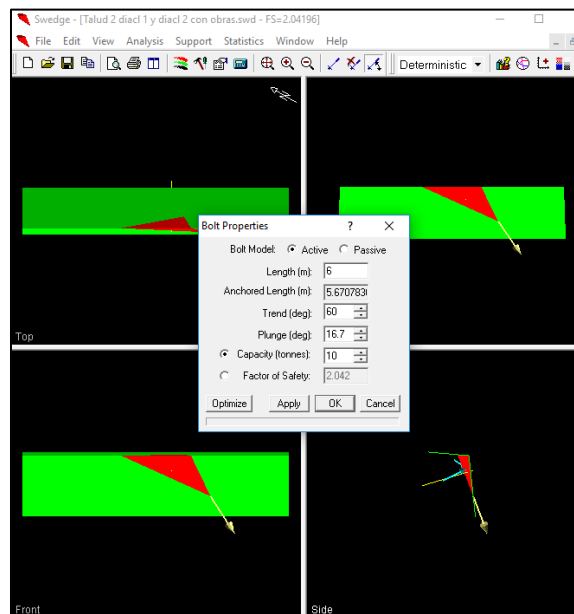 Swedge - [Talud 2 diacl 1 y diacl 2 con obras.swd - FS=2.04196]
File Edit View Analysis Support Statistics Window Help
Deterministic
N
Top
Bolt Properties ? ×
Bolt Model: Active Passive
Length (m): 6
Anchored Length (m): 5.6707830
Trend (deg): 60
Plunge (deg): 16.7
Capacity (tonnes): 10
Factor of Safety: 2.042
Optimize Apply OK Cancel
Front
Side